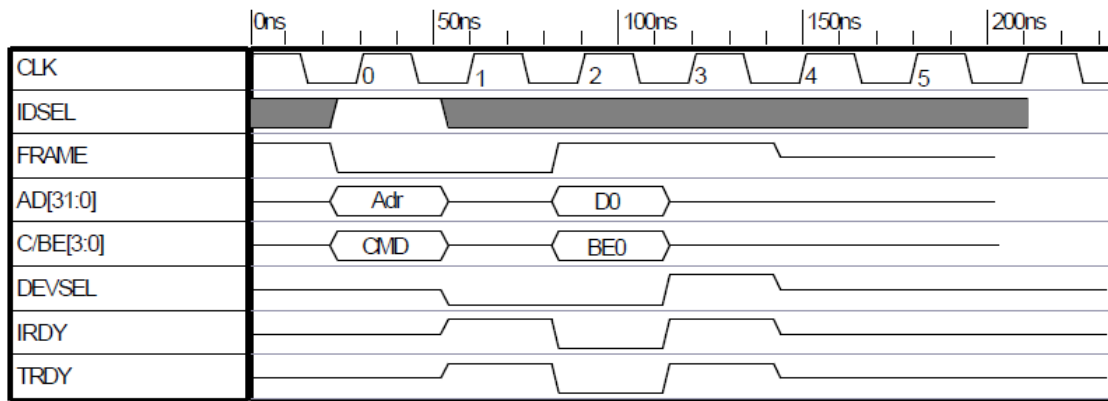 0ns 50ns 100ns 150ns 200ns
CLK 0 1 2 3 4 5
IDSEL
FRAME
AD[31:0] Adr D0
C/BE[3:0] CMD BE0
DEVSEL
IRDY
TRDY